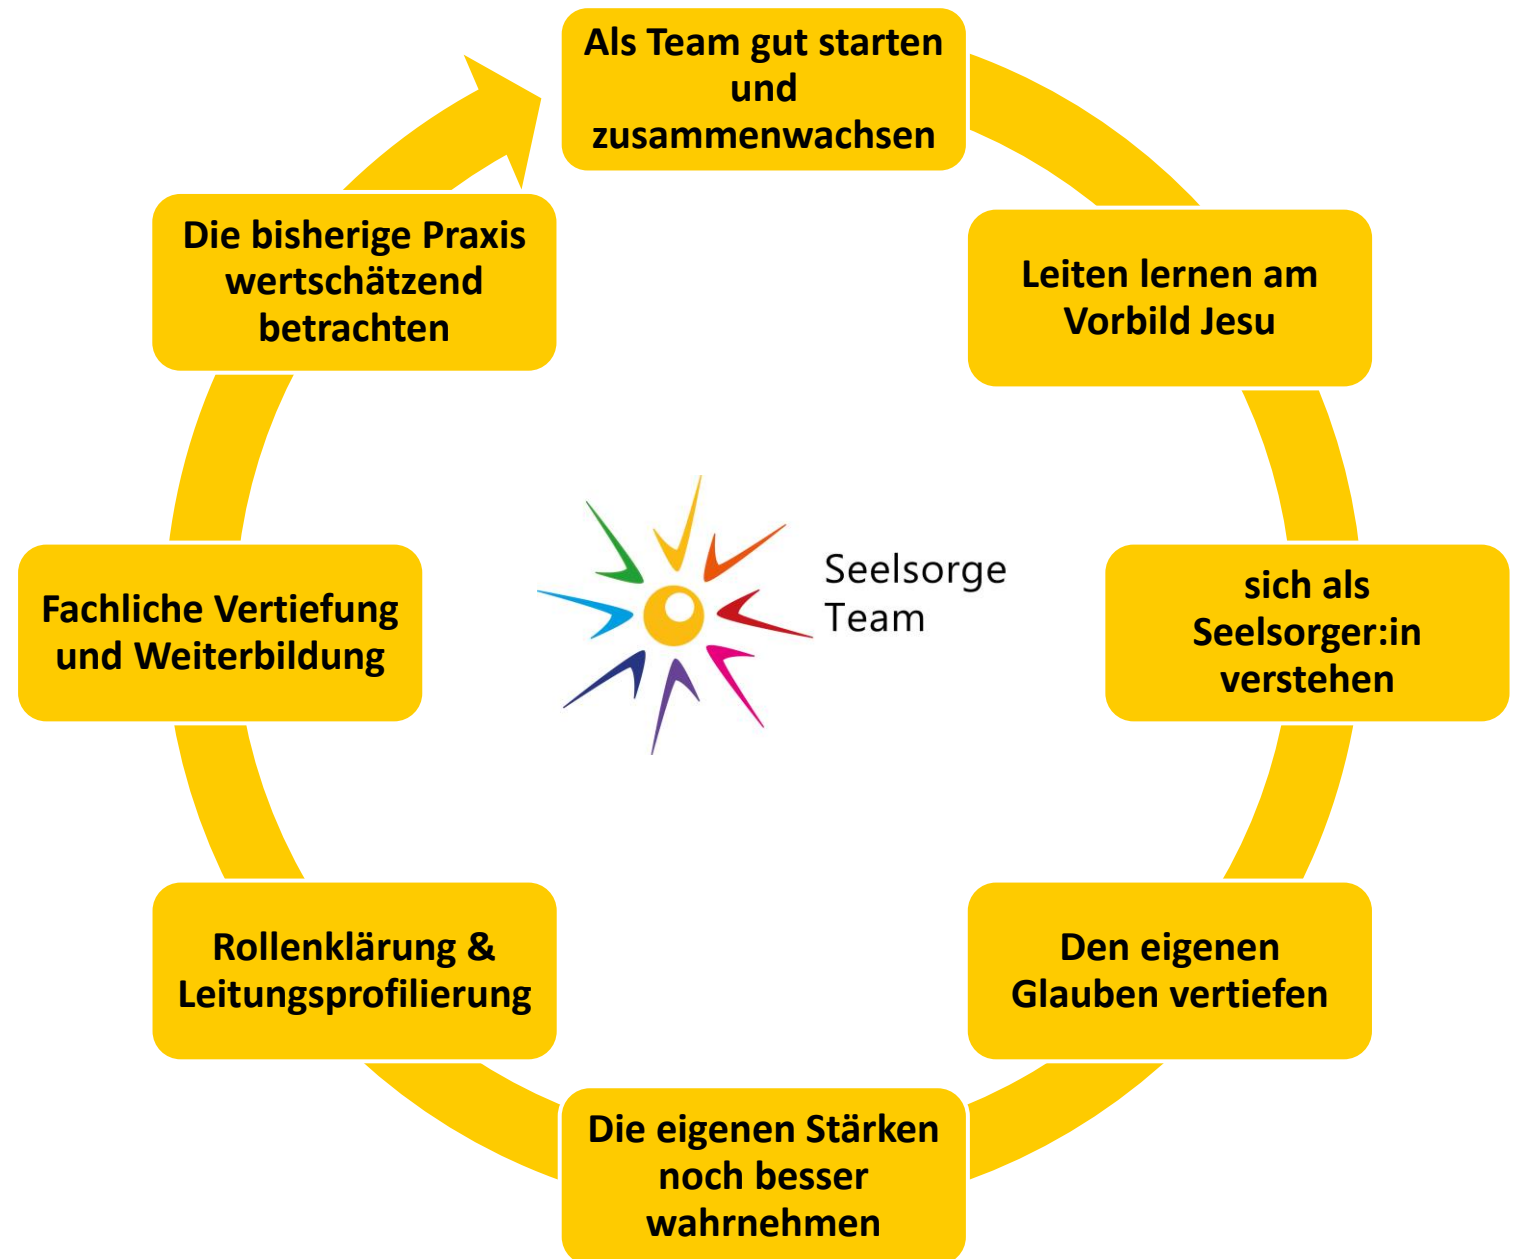 Als Team gut starten
und
zusammenwachsen
Leiten lernen am
Vorbild Jesu
sich als
Seelsorger:in
verstehen
Den eigenen
Glauben vertiefen
Die eigenen Stärken
noch besser
wahrnehmen
Rollenklärung &
Leitungsprofilierung
Fachliche Vertiefung
und Weiterbildung
Die bisherige Praxis
wertschätzend
betrachten
Seelsorge
Team